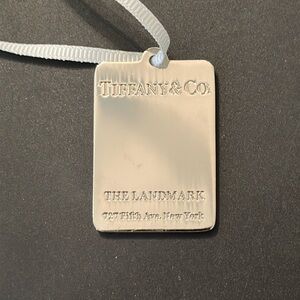 TIFFANY & CO.
THE LANDMARK
727 Fifth Ave. New York